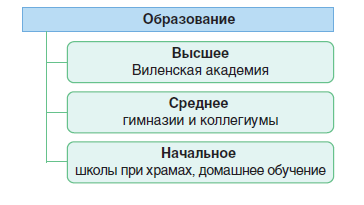 Образование
Высшее
Виленская академия
Среднее
гимназии и коллегиумы
Начальное
школы при храмах, домашнее обучение